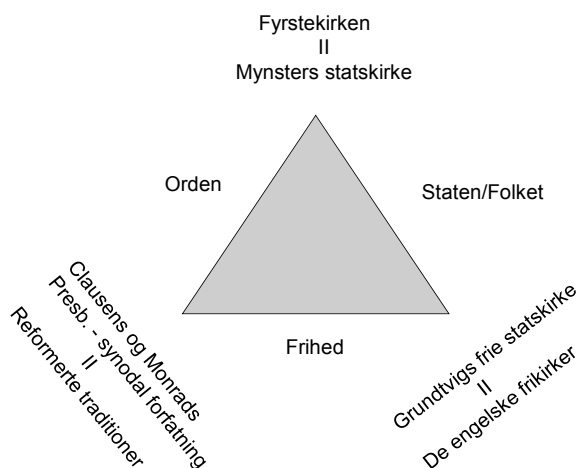 Fyrstekirken
II
Mynsters statskirke
Orden
Staten/Folket
Clausens og Monrads
Presb. - synodal forfatning
II
Reformerte traditioner
Frihed
Grundtvigs frie statskirke
II
De engelske frikirker